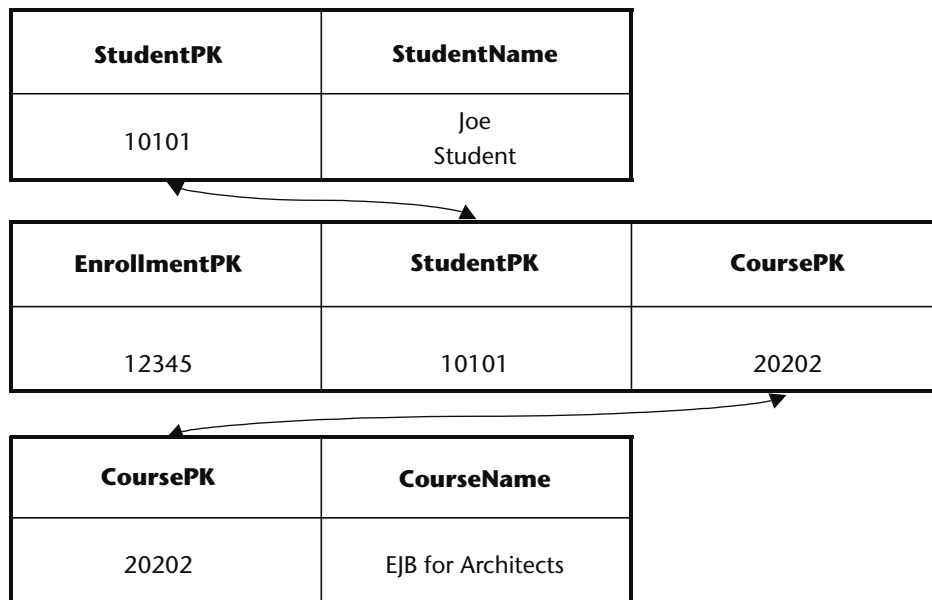 StudentPK StudentName
10101 Joe
Student
EnrollmentPK StudentPK CoursePK
12345 10101 20202
CoursePK CourseName
20202 EJB for Architects